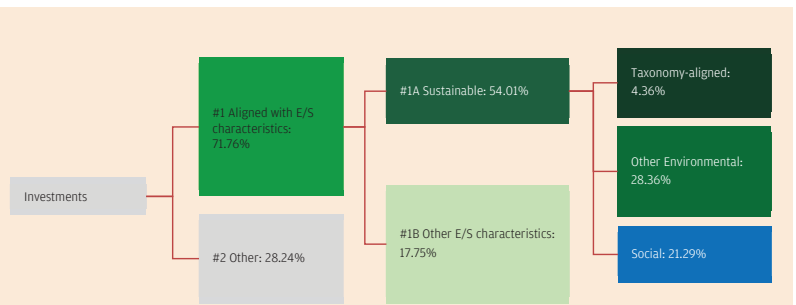 Investments
#1 Aligned with E/S
characteristics:
71.76%
#2 Other: 28.24%
#1A Sustainable: 54.01%
#1B Other E/S characteristics:
17.75%
Taxonomy-aligned:
4.36%
Other Environmental:
28.36%
Social: 21.29%